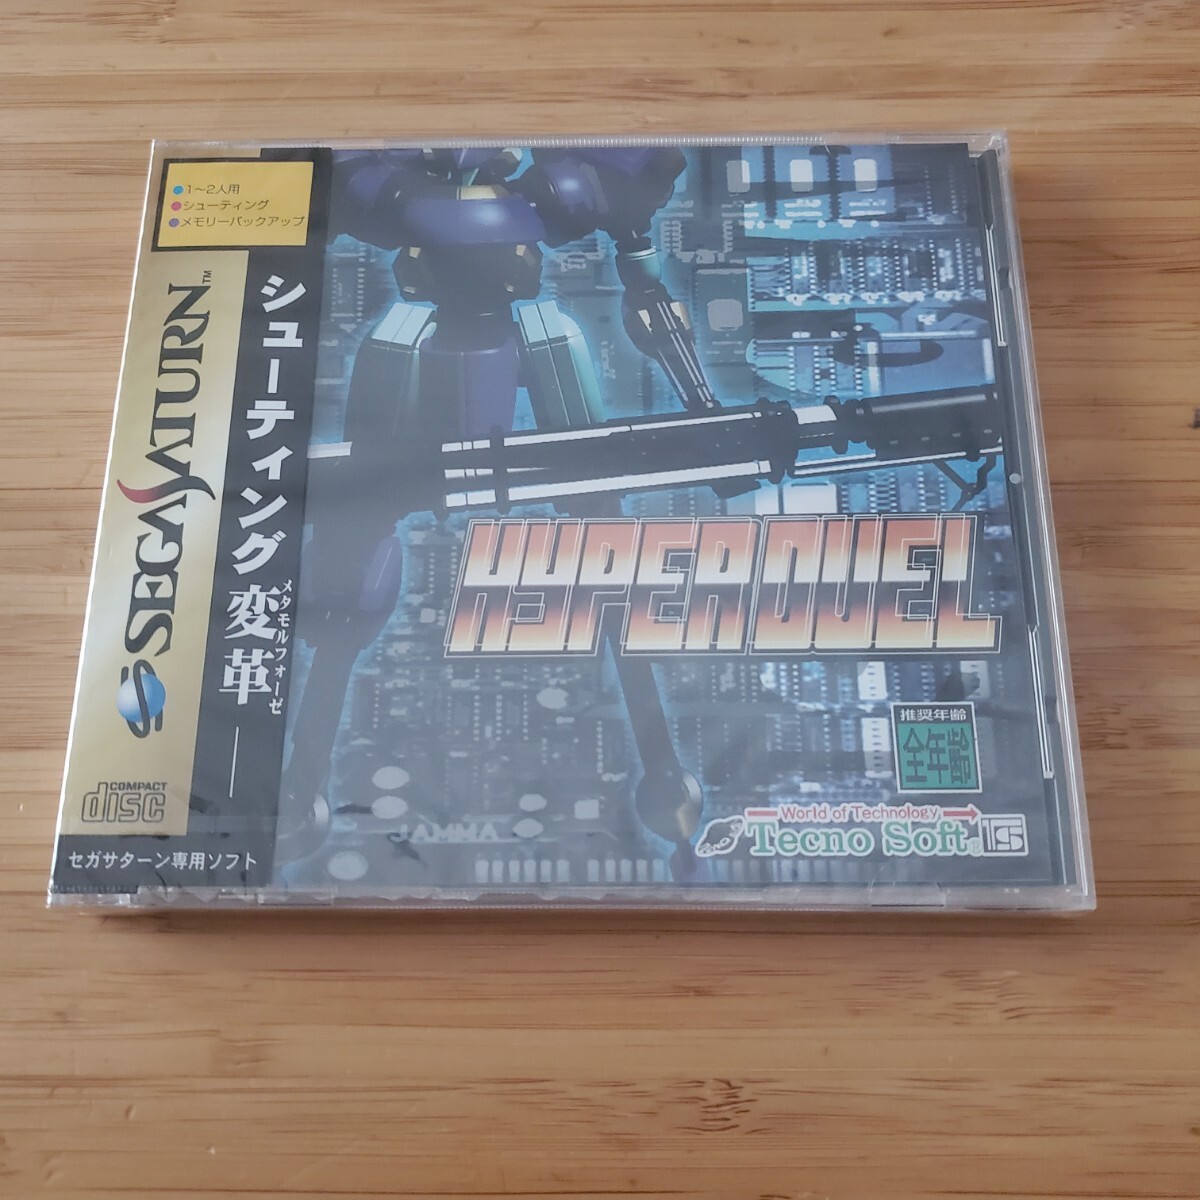 1～2人用
シューティング
メモリーバックアップ
SEGA SATURN™
シューティング変革
メタモルフォーゼ
COMPACT
disc
セガサターン専用ソフト
HYPER DUEL
推奨年齢
全年齢
World of Technology
Tecno Soft®
JAMMA